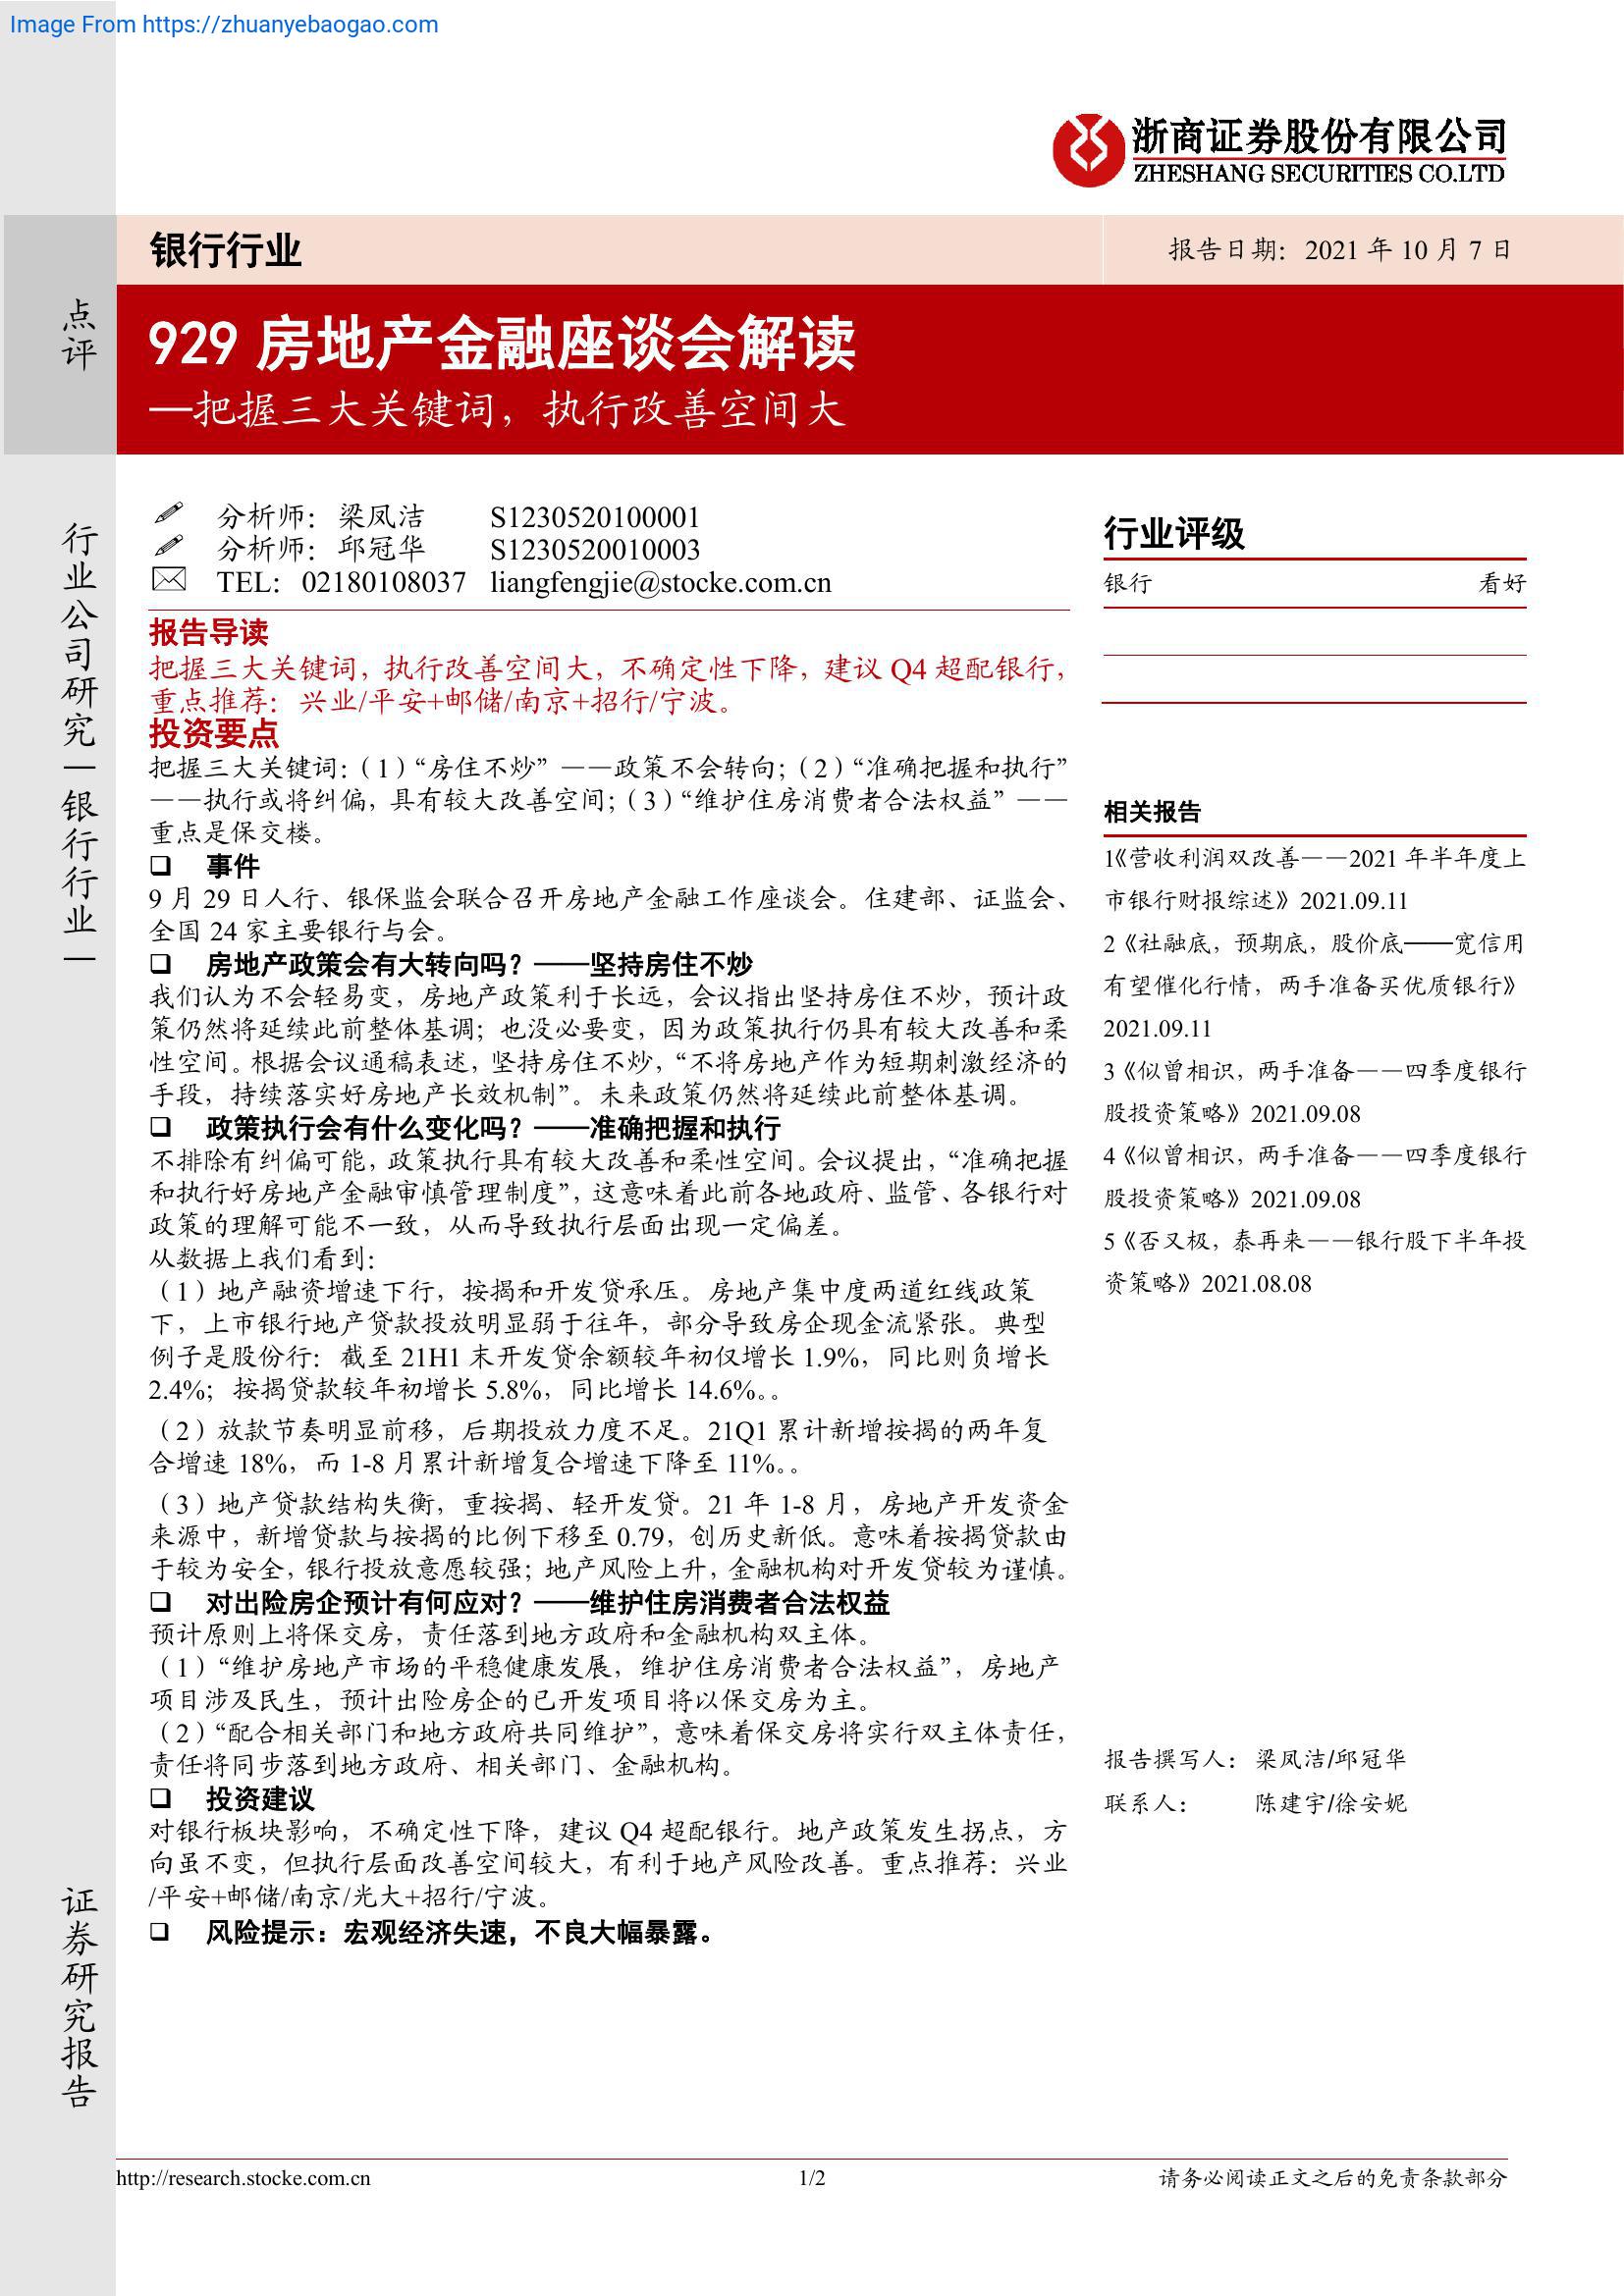 Image From https://zhuanyebaogao.com
浙商证券股份有限公司
ZHESHANG SECURITIES CO.LTD
银行行业
报告日期：2021 年 10 月 7 日
点评
929 房地产金融座谈会解读
—把握三大关键词，执行改善空间大
行业公司研究｜银行行业｜
证券研究报告
分析师：梁凤洁 S1230520100001
分析师：邱冠华 S1230520010003
TEL：02180108037 liangfengjie@stocke.com.cn
报告导读
把握三大关键词，执行改善空间大，不确定性下降，建议 Q4 超配银行，
重点推荐：兴业/平安+邮储/南京+招行/宁波。
投资要点
把握三大关键词：（1）“房住不炒”——政策不会转向；（2）“准确把握和执行”
——执行或将纠偏，具有较大改善空间；（3）“维护住房消费者合法权益”——
重点是保交楼。
❑ 事件
9 月 29 日人行、银保监会联合召开房地产金融工作座谈会。住建部、证监会、
全国 24 家主要银行与会。
❑ 房地产政策会有大转向吗？——坚持房住不炒
我们认为不会轻易变，房地产政策利于长远，会议指出坚持房住不炒，预计政
策仍然将延续此前整体基调；也没必要变，因为政策执行仍具有较大改善和柔
性空间。根据会议通稿表述，坚持房住不炒，“不将房地产作为短期刺激经济的
手段，持续落实好房地产长效机制”。未来政策仍然将延续此前整体基调。
❑ 政策执行会有什么变化吗？——准确把握和执行
不排除有纠偏可能，政策执行具有较大改善和柔性空间。会议提出，“准确把握
和执行好房地产金融审慎管理制度”，这意味着此前各地政府、监管、各银行对
政策的理解可能不一致，从而导致执行层面出现一定偏差。
从数据上我们看到：
（1）地产融资增速下行，按揭和开发贷承压。房地产集中度两道红线政策
下，上市银行地产贷款投放明显弱于往年，部分导致房企现金流紧张。典型
例子是股份行：截至 21H1 末开发贷余额较年初仅增长 1.9%，同比则负增长
2.4%；按揭贷款较年初增长 5.8%，同比增长 14.6%。。
（2）放款节奏明显前移，后期投放力度不足。21Q1 累计新增按揭的两年复
合增速 18%，而 1-8 月累计新增复合增速下降至 11%。。
（3）地产贷款结构失衡，重按揭、轻开发贷。21 年 1-8 月，房地产开发资金
来源中，新增贷款与按揭的比例下移至 0.79，创历史新低。意味着按揭贷款由
于较为安全，银行投放意愿较强；地产风险上升，金融机构对开发贷较为谨慎。
❑ 对出险房企预计有何应对？——维护住房消费者合法权益
预计原则上将保交房，责任落到地方政府和金融机构双主体。
（1）“维护房地产市场的平稳健康发展，维护住房消费者合法权益”，房地产
项目涉及民生，预计出险房企的已开发项目将以保交房为主。
（2）“配合相关部门和地方政府共同维护”，意味着保交房将实行双主体责任，
责任将同步落到地方政府、相关部门、金融机构。
❑ 投资建议
对银行板块影响，不确定性下降，建议 Q4 超配银行。地产政策发生拐点，方
向虽不变，但执行层面改善空间较大，有利于地产风险改善。重点推荐：兴业
/平安+邮储/南京/光大+招行/宁波。
❑ 风险提示：宏观经济失速，不良大幅暴露。
行业评级
银行 看好
相关报告
1《营收利润双改善——2021 年半年度上
市银行财报综述》2021.09.11
2《社融底，预期底，股价底——宽信用
有望催化行情，两手准备买优质银行》
2021.09.11
3《似曾相识，两手准备——四季度银行
股投资策略》2021.09.08
4《似曾相识，两手准备——四季度银行
股投资策略》2021.09.08
5《否又极，泰再来——银行股下半年投
资策略》2021.08.08
报告撰写人：梁凤洁/邱冠华
联系人： 陈建宇/徐安妮
http://research.stocke.com.cn
1/2
请务必阅读正文之后的免责条款部分